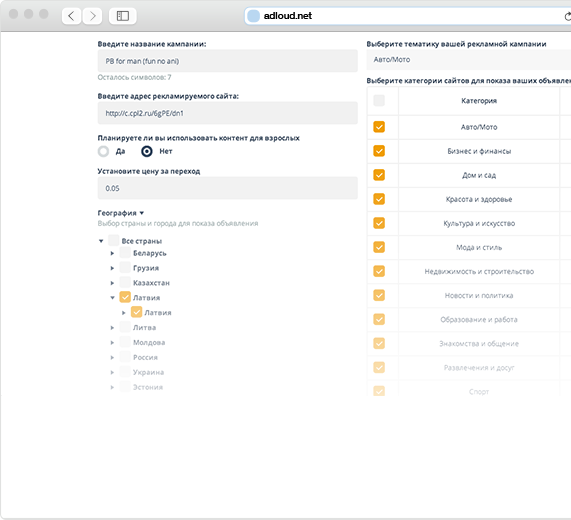 adloud.net
Введите название кампании:
PB for man (fun no ani)
Осталось символов: 7
Введите адрес рекламируемого сайта:
http://c.cpl2.ru/6gPE/dn1
Планируете ли вы использовать контент для взрослых
Да Нет
Установите цену за переход
0.05
География
Выбор страны и города для показа объявления
Все страны
Беларусь
Грузия
Казахстан
Латвия
Латвия
Литва
Молдова
Россия
Украина
Эстония
Выберите тематику вашей рекламной кампании
Авто/Мото
Выберите категории сайтов для показа ваших объявлен
Категория
Авто/Мото
Бизнес и финансы
Дом и сад
Красота и здоровье
Культура и искусство
Мода и стиль
Недвижимость и строительство
Новости и политика
Образование и работа
Знакомства и общение
Развлечения и досуг
Спорт